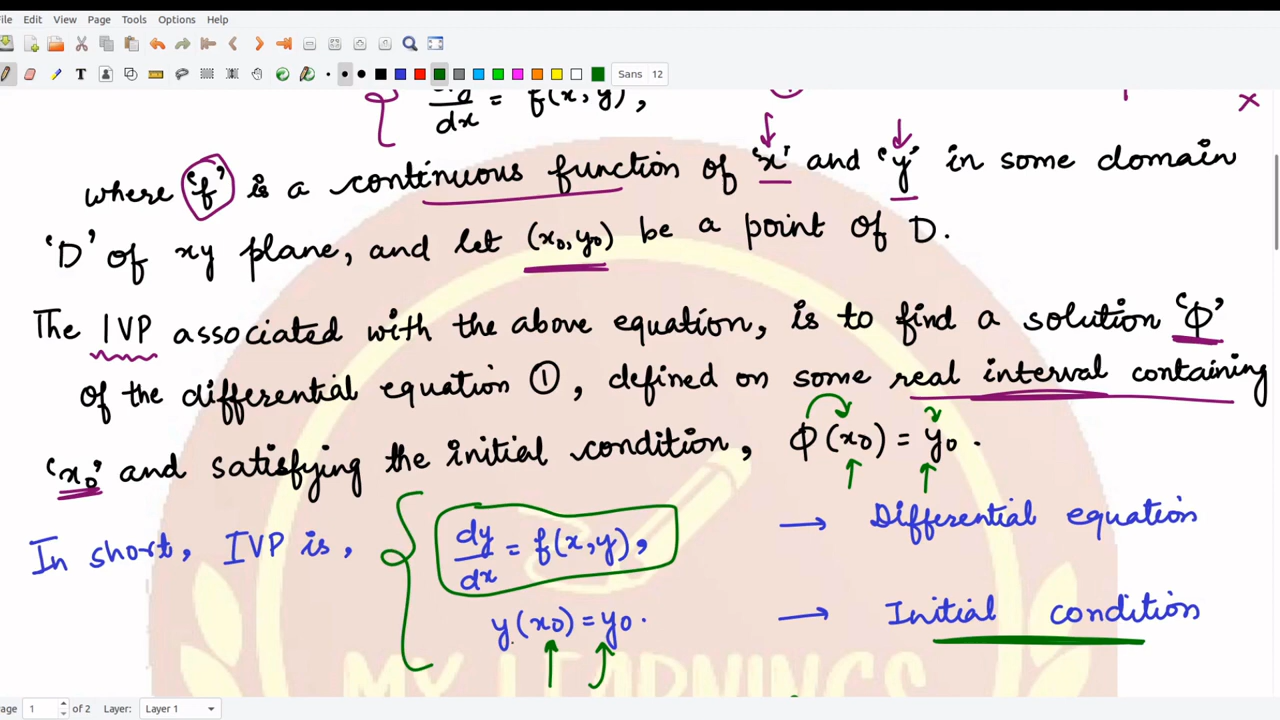 File Edit View Page Tools Options Help
Sans 12
dy/dx = f(x, y), ①
x
where 'f' is a continuous function of 'x' and 'y' in some domain
'D' of xy plane, and let (x₀, y₀) be a point of D.
The IVP associated with the above equation, is to find a solution 'φ'
of the differential equation ①, defined on some real interval containing
'x₀' and satisfying the initial condition, φ(x₀) = y₀.
In short, IVP is, { dy/dx = f(x, y), → Differential equation
y(x₀) = y₀. → Initial condition
MY LEARNINGS
Page 1 of 2 Layer: Layer 1